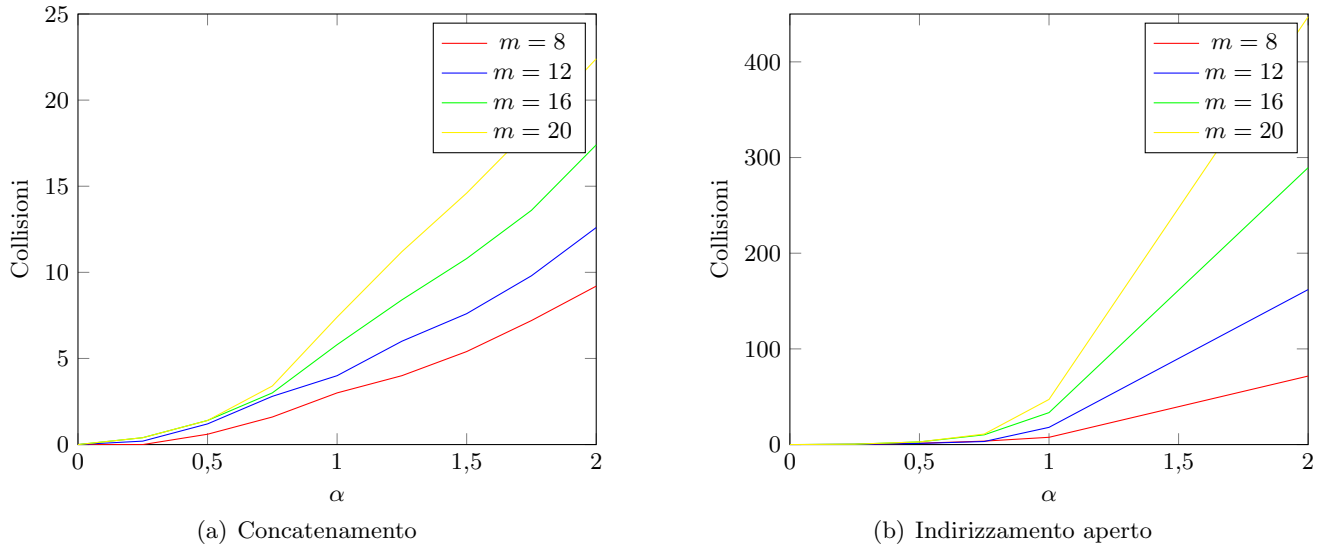 25
20
15
10
5
0
Collisioni
0
0,5
1
1,5
2
α
m = 8
m = 12
m = 16
m = 20
(a) Concatenamento
400
300
200
100
0
Collisioni
0
0,5
1
1,5
2
α
m = 8
m = 12
m = 16
m = 20
(b) Indirizzamento aperto